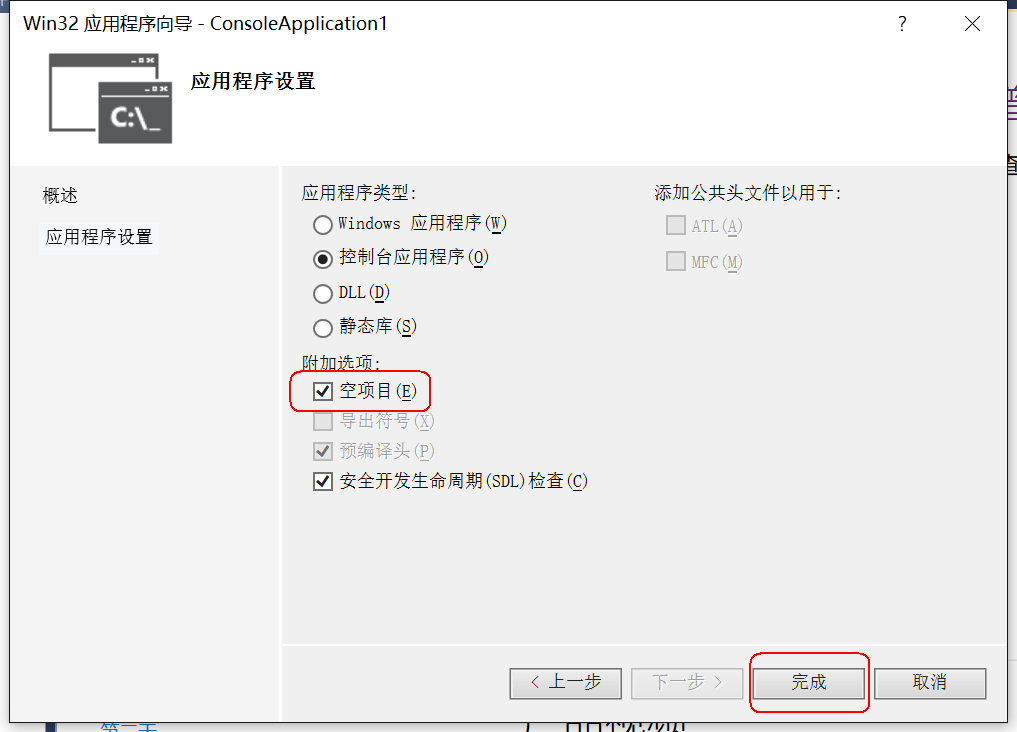 Win32 应用程序向导 - ConsoleApplication1
?
应用程序设置
C:\_
概述
应用程序设置
应用程序类型:
Windows 应用程序(W)
控制台应用程序(O)
DLL(D)
静态库(S)
附加选项:
空项目(E)
导出符号(X)
预编译头(P)
安全开发生命周期(SDL)检查(C)
添加公共头文件以用于:
ATL(A)
MFC(M)
< 上一步
下一步 >
完成
取消